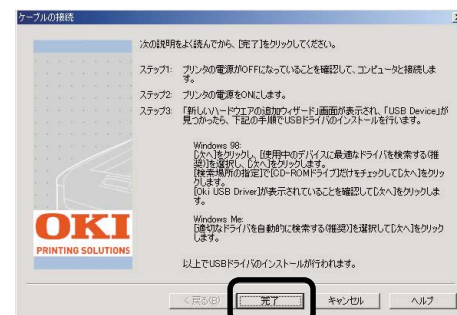 ケーブルの接続
次の説明をよく読んでから、[完了]をクリックしてください。
ステップ1: プリンタの電源がOFFになっていることを確認して、コンピュータと接続しま
す。
ステップ2: プリンタの電源をONにします。
ステップ3: 「新しいハードウエアの追加ウィザード」画面が表示され、「USB Device」が
見つかったら、下記の手順でUSBドライバのインストールを行います。
Windows 98:
[次へ]をクリックし、[使用中のデバイスに最適なドライバを検索する(推
奨)]を選択し、[次へ]をクリックします。
[検索場所の指定]で[CD-ROMドライブ]だけをチェックして[次へ]をクリッ
クします。
[Oki USB Driver]が表示されていることを確認して[次へ]をクリックしま
す。
Windows Me:
[適切なドライバを自動的に検索する(推奨)]を選択して[次へ]をクリック
します。
以上でUSBドライバのインストールが行われます。
OKI
PRINTING SOLUTIONS
< 戻る(B)
完了
キャンセル
ヘルプ